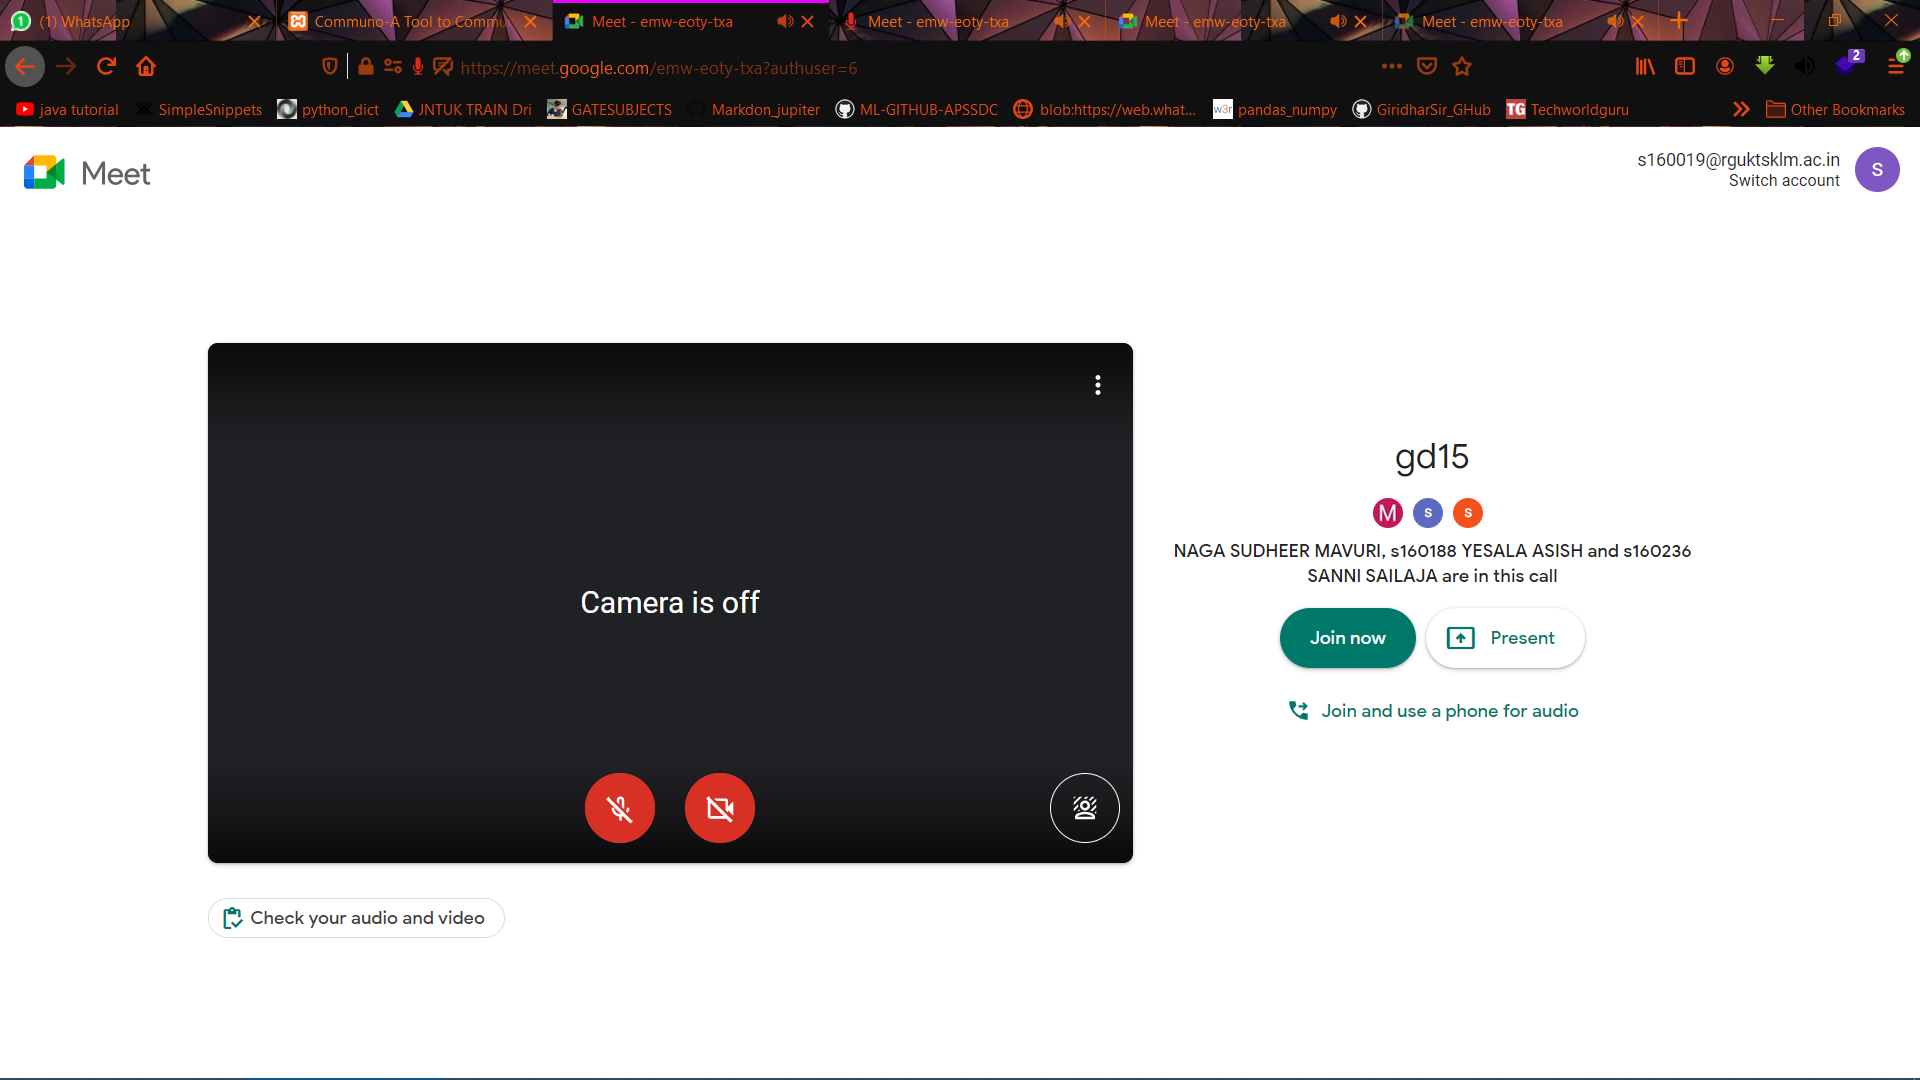 (1) WhatsApp
Communo-A Tool to Commu
Meet - emw-eoty-txa
Meet - emw-eoty-txa
Meet - emw-eoty-txa
Meet - emw-eoty-txa
https://meet.google.com/emw-eoty-txa?authuser=6
2
java tutorial
SimpleSnippets
python_dict
JNTUK TRAIN Dri
GATESUBJECTS
Markdon_jupiter
ML-GITHUB-APSSDC
blob:https://web.what...
w3r
pandas_numpy
GiridharSir_GHub
TG
Techworldguru
Other Bookmarks
Meet
s160019@rguktsklm.ac.in
Switch account
S
Camera is off
gd15
M S S
NAGA SUDHEER MAVURI, s160188 YESALA ASISH and s160236
SANNI SAILAJA are in this call
Join now
Present
Join and use a phone for audio
Check your audio and video